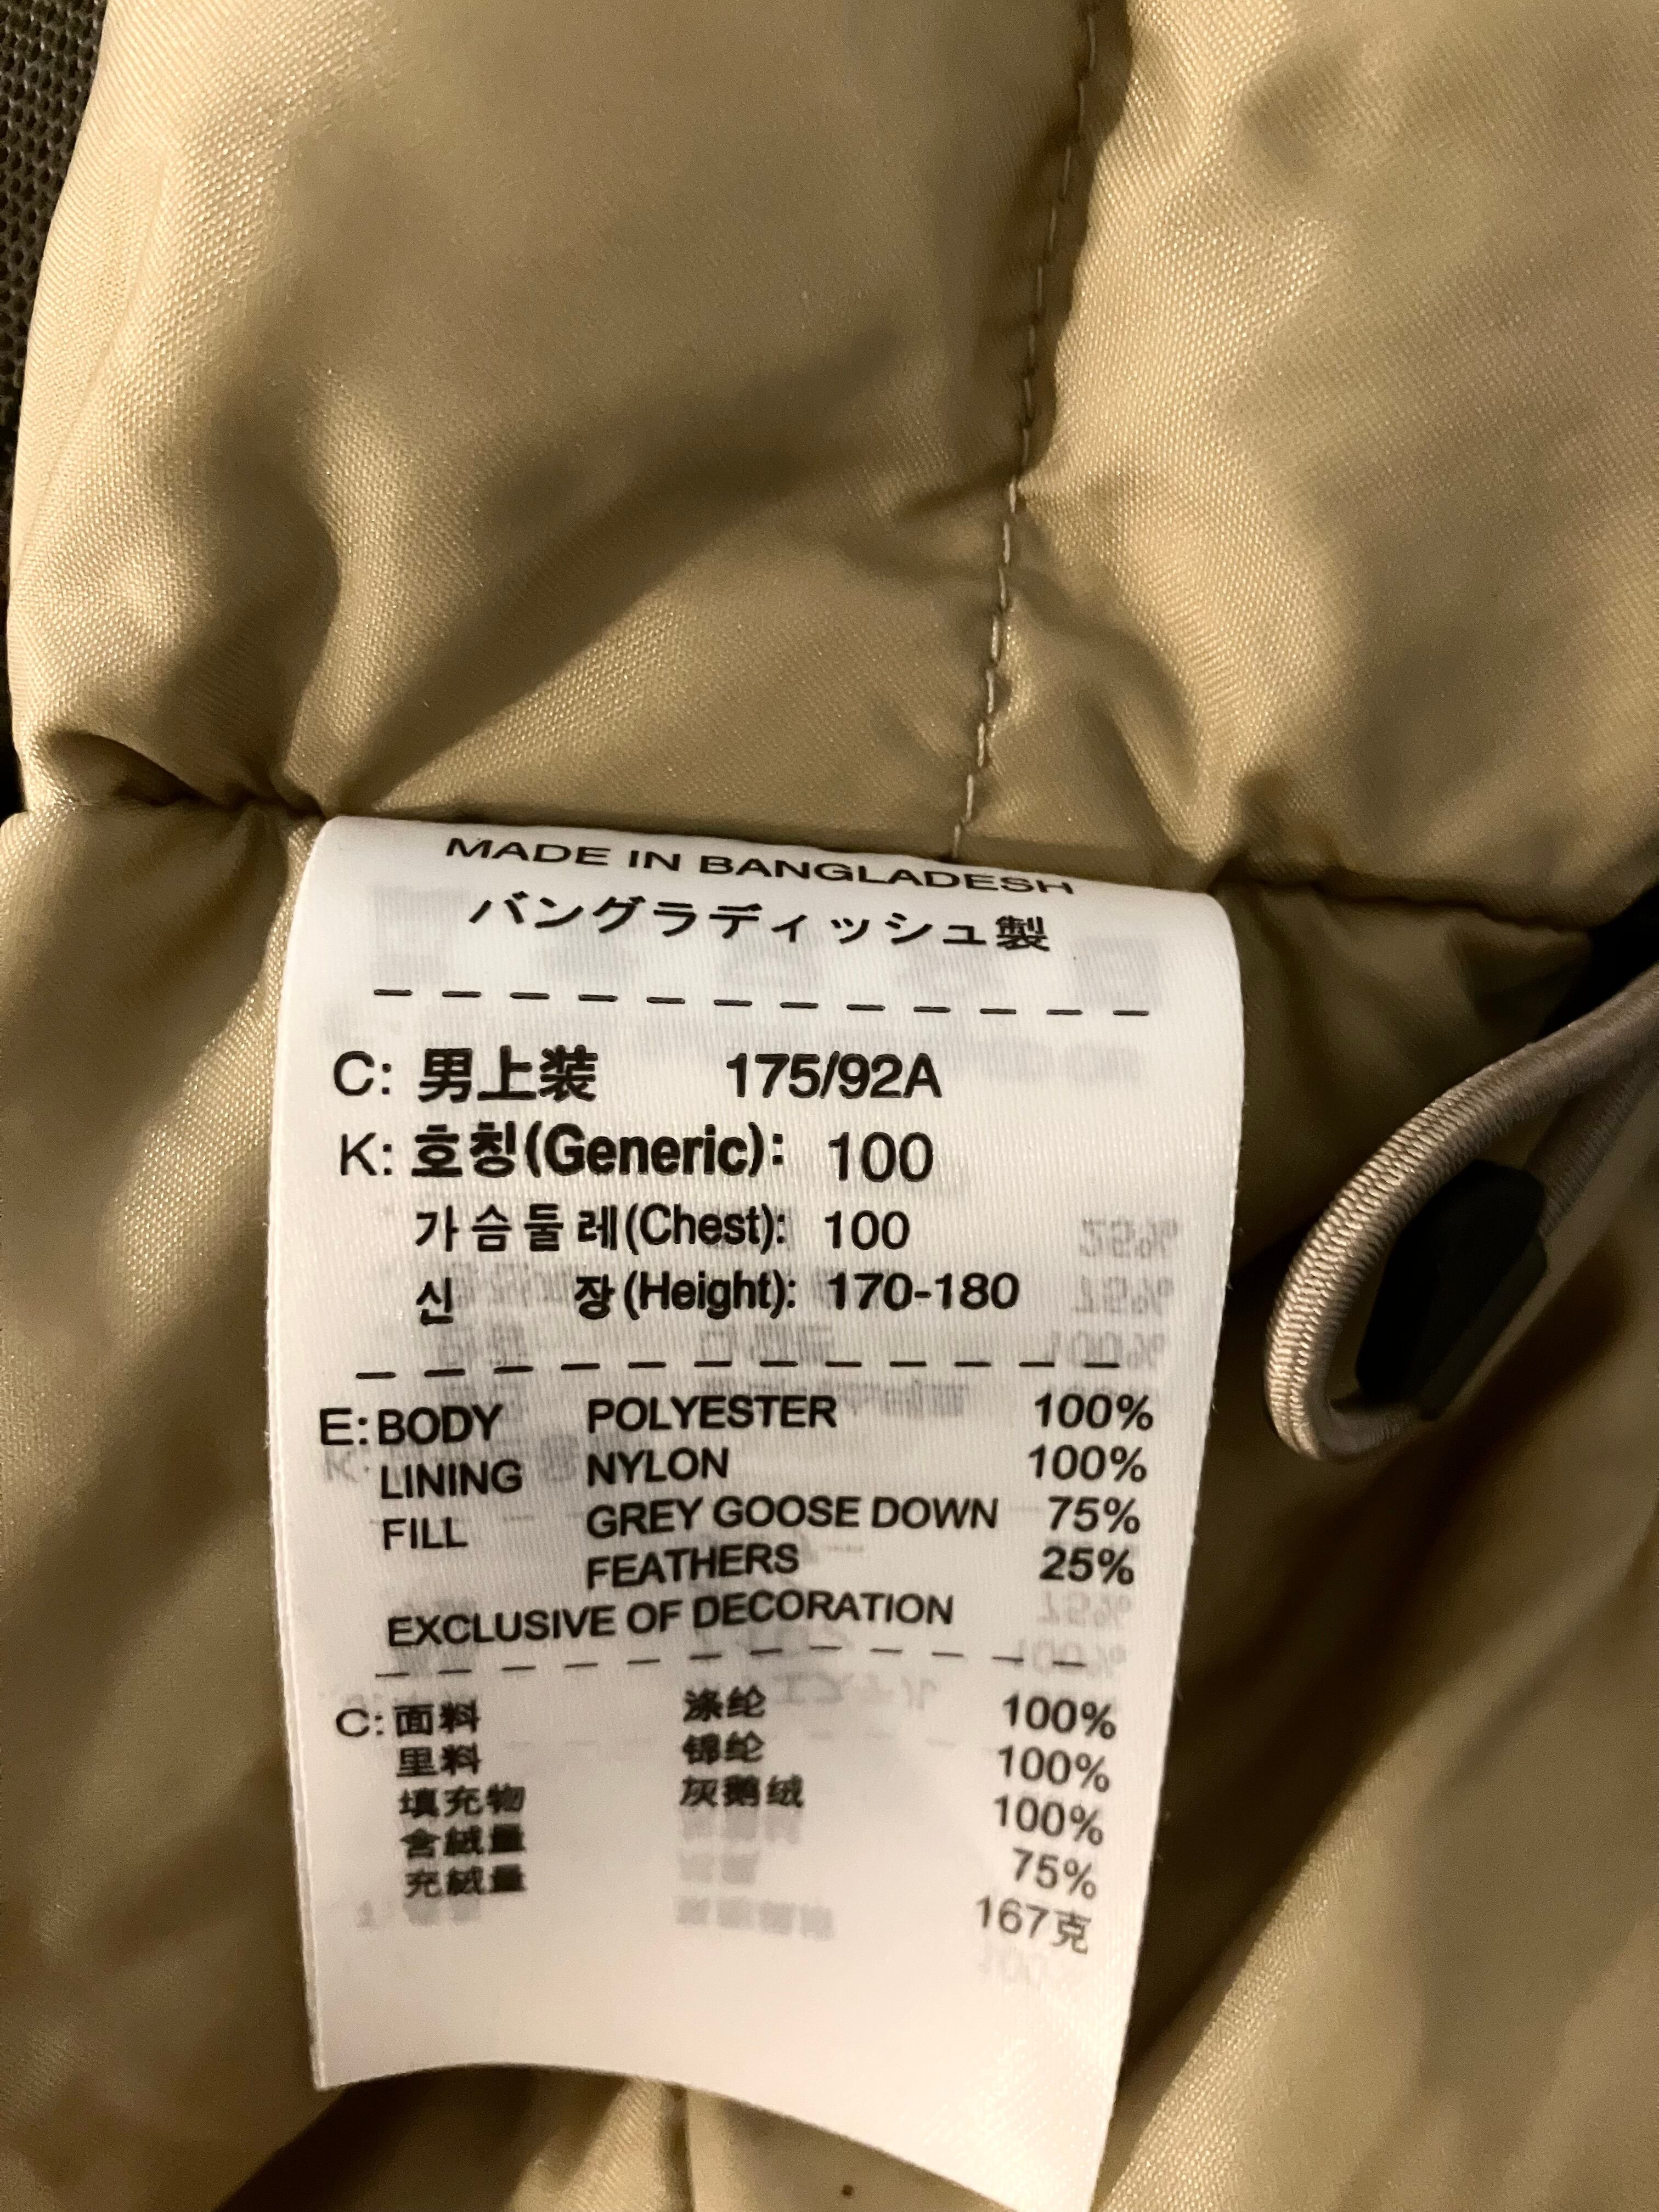 MADE IN BANGLADESH
バングラディッシュ製
C: 男上装 175/92A
K: 호칭(Generic): 100
가슴둘레(Chest): 100
신 장(Height): 170-180
E: BODY POLYESTER 100%
LINING NYLON 100%
FILL GREY GOOSE DOWN 75%
FEATHERS 25%
EXCLUSIVE OF DECORATION
C: 面料 涤纶 100%
里料 锦纶 100%
填充物 灰鹅绒 100%
含絨量 75%
充絨量 167克